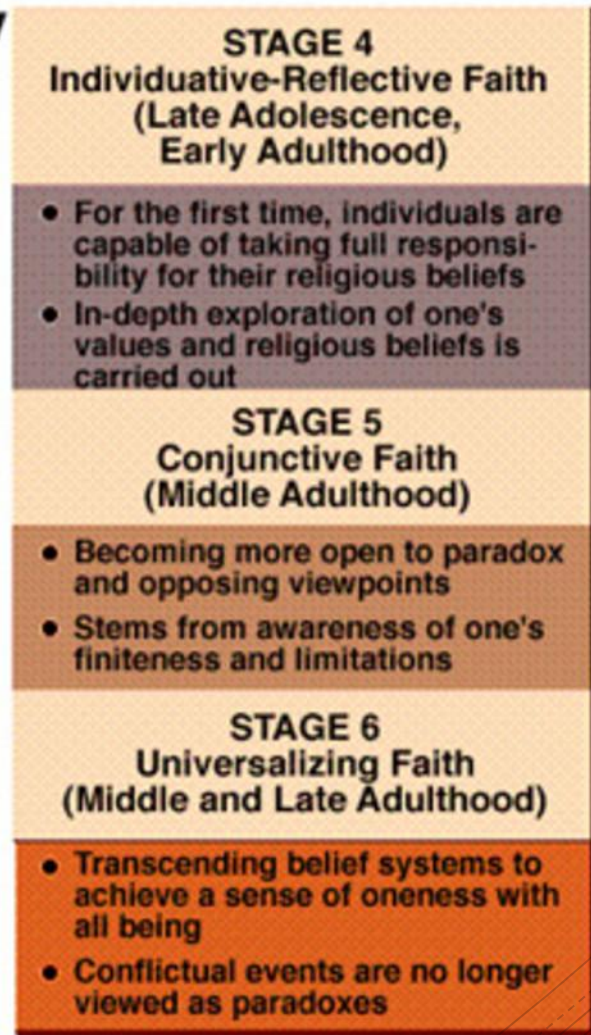 STAGE 4
Individuative-Reflective Faith
(Late Adolescence,
Early Adulthood)
• For the first time, individuals are
capable of taking full responsi-
bility for their religious beliefs
• In-depth exploration of one's
values and religious beliefs is
carried out
STAGE 5
Conjunctive Faith
(Middle Adulthood)
• Becoming more open to paradox
and opposing viewpoints
• Stems from awareness of one's
finiteness and limitations
STAGE 6
Universalizing Faith
(Middle and Late Adulthood)
• Transcending belief systems to
achieve a sense of oneness with
all being
• Conflictual events are no longer
viewed as paradoxes